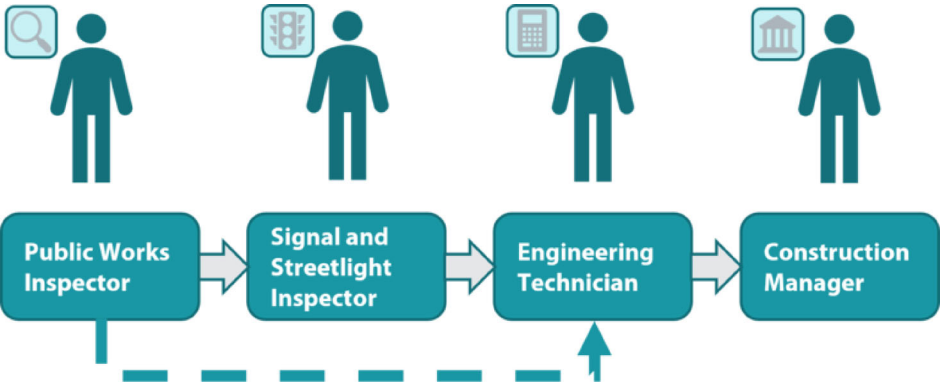 Public Works
Inspector
Signal and
Streetlight
Inspector
Engineering
Technician
Construction
Manager